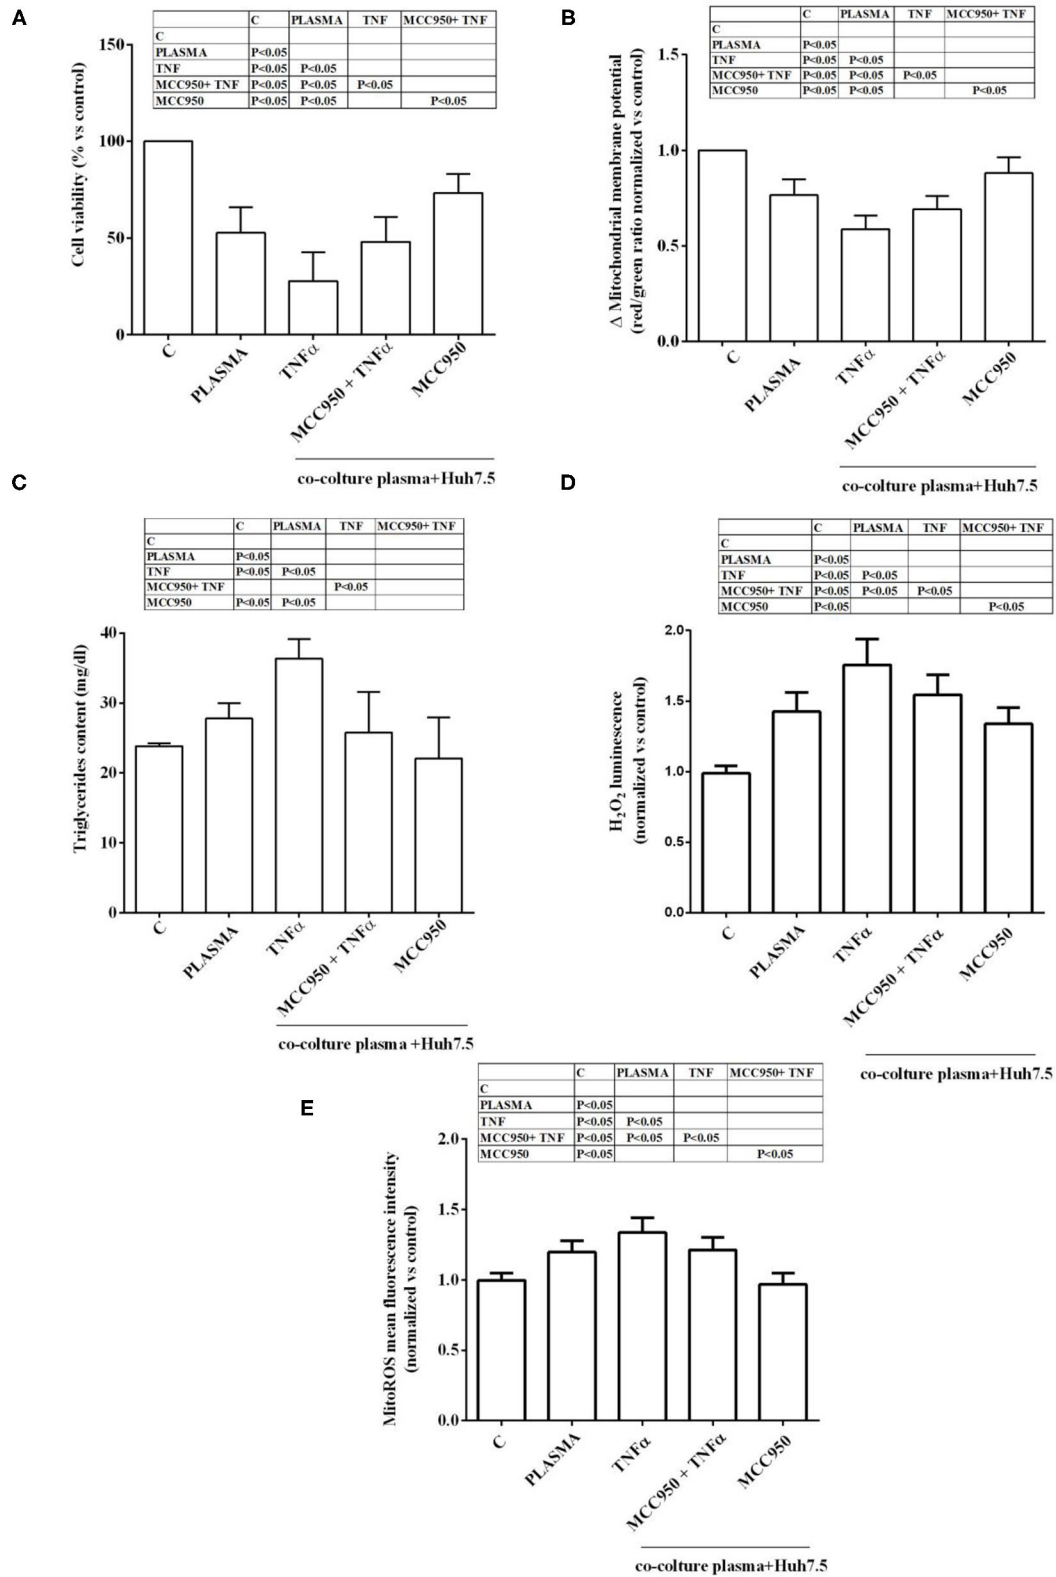 A
C PLASMA TNF MCC950+ TNF
C
PLASMA P<0.05
TNF P<0.05 P<0.05
MCC950+ TNF P<0.05 P<0.05 P<0.05
MCC950 P<0.05 P<0.05 P<0.05
Cell viability (% vs control)
150
100
50
0
C
PLASMA
TNFα
MCC950 + TNFα
MCC950
co-colture plasma+Huh7.5
B
C PLASMA TNF MCC950+ TNF
C
PLASMA P<0.05
TNF P<0.05 P<0.05
MCC950+ TNF P<0.05 P<0.05 P<0.05
MCC950 P<0.05 P<0.05 P<0.05
Δ Mitochondrial membrane potential
(red/green ratio normalized vs control)
1.5
1.0
0.5
0.0
C
PLASMA
TNFα
MCC950 + TNFα
MCC950
co-colture plasma+Huh7.5
C
C PLASMA TNF MCC950+ TNF
C
PLASMA P<0.05
TNF P<0.05 P<0.05
MCC950+ TNF P<0.05
MCC950 P<0.05 P<0.05
Triglycerides content (mg/dl)
40
30
20
10
0
C
PLASMA
TNFα
MCC950 + TNFα
MCC950
co-colture plasma +Huh7.5
D
C PLASMA TNF MCC950+ TNF
C
PLASMA P<0.05
TNF P<0.05 P<0.05
MCC950+ TNF P<0.05 P<0.05 P<0.05
MCC950 P<0.05 P<0.05
H₂O₂ luminescence
(normalized vs control)
2.0
1.5
1.0
0.5
0.0
C
PLASMA
TNFα
MCC950 + TNFα
MCC950
co-colture plasma+Huh7.5
E
C PLASMA TNF MCC950+ TNF
C
PLASMA P<0.05
TNF P<0.05 P<0.05
MCC950+ TNF P<0.05 P<0.05 P<0.05
MCC950 P<0.05 P<0.05
MitoROS mean fluorescence intensity
(normalized vs control)
2.0
1.5
1.0
0.5
0.0
C
PLASMA
TNFα
MCC950 + TNFα
MCC950
co-colture plasma+Huh7.5